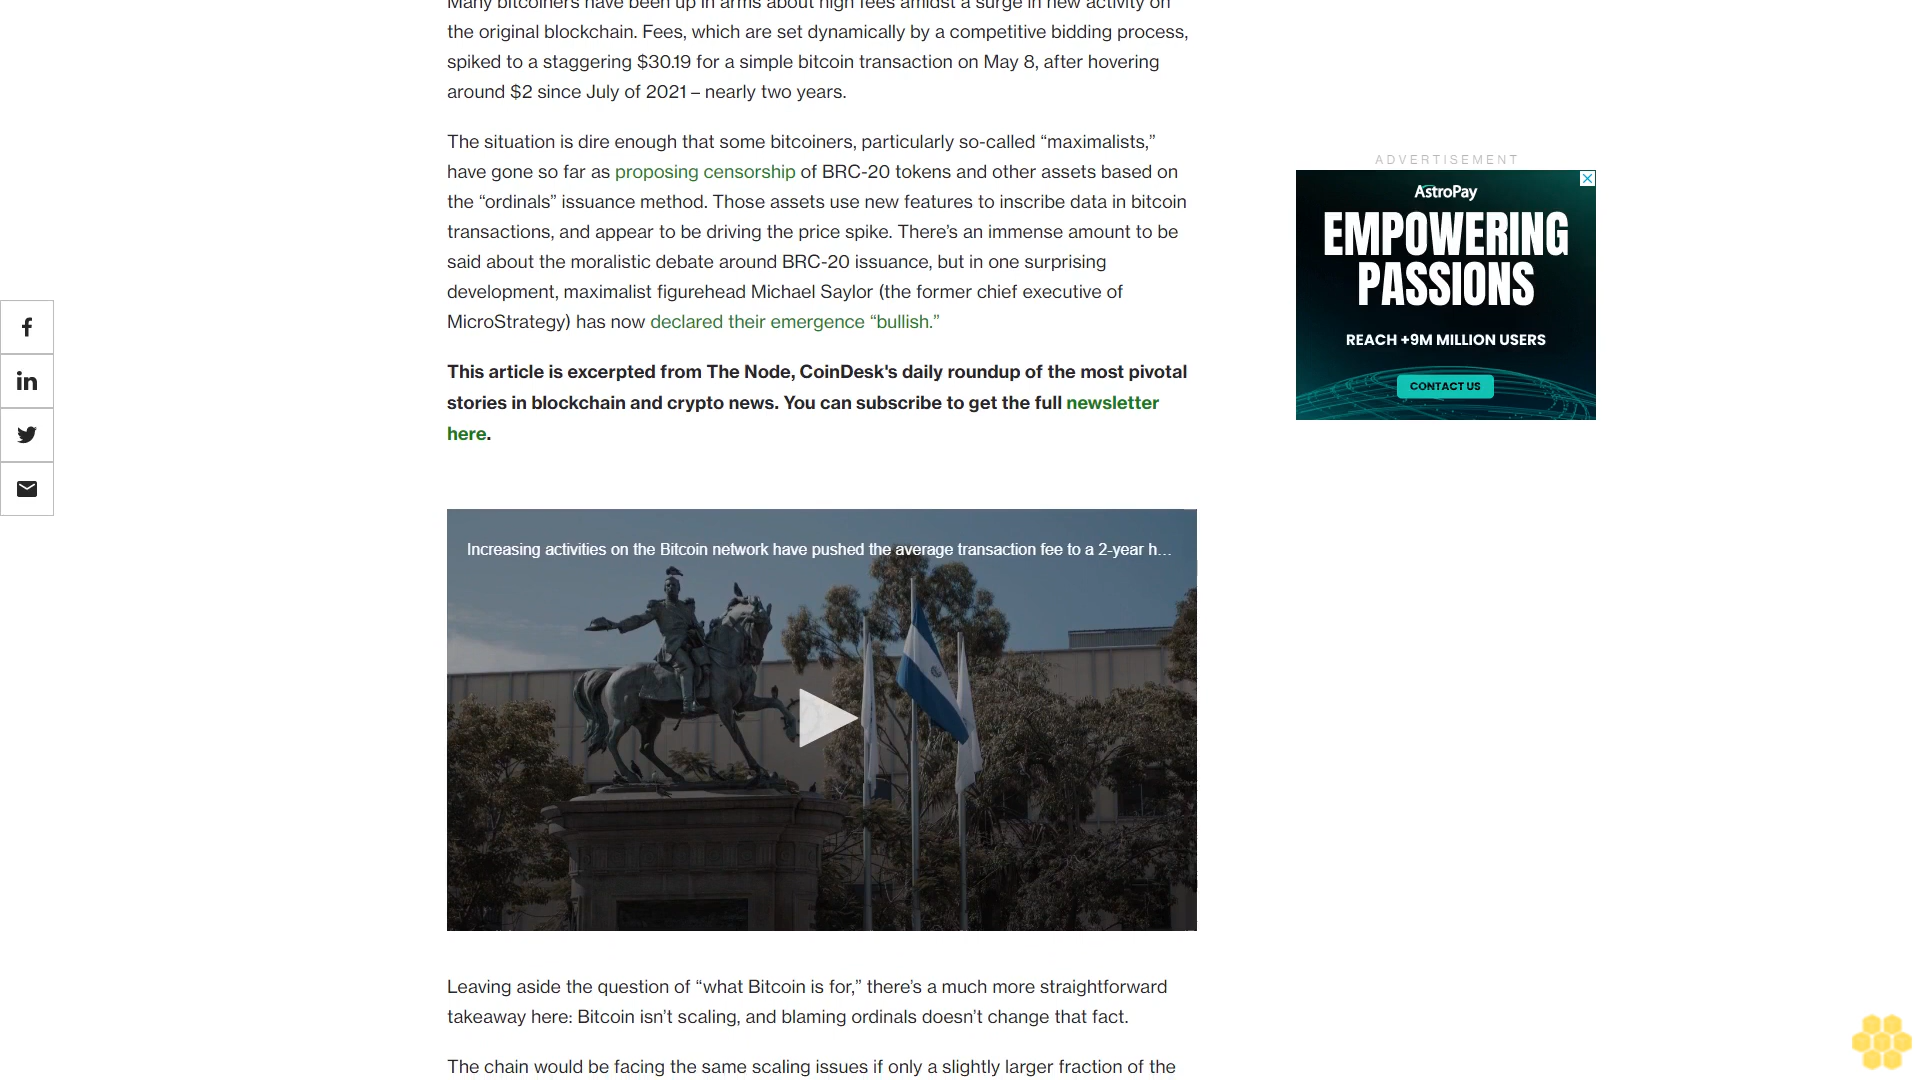 Many bitcoiners have been up in arms about high fees amidst a surge in new activity on
the original blockchain. Fees, which are set dynamically by a competitive bidding process,
spiked to a staggering $30.19 for a simple bitcoin transaction on May 8, after hovering
around $2 since July of 2021 – nearly two years.
The situation is dire enough that some bitcoiners, particularly so-called “maximalists,”
have gone so far as proposing censorship of BRC-20 tokens and other assets based on
the “ordinals” issuance method. Those assets use new features to inscribe data in bitcoin
transactions, and appear to be driving the price spike. There’s an immense amount to be
said about the moralistic debate around BRC-20 issuance, but in one surprising
development, maximalist figurehead Michael Saylor (the former chief executive of
MicroStrategy) has now declared their emergence “bullish.”
This article is excerpted from The Node, CoinDesk's daily roundup of the most pivotal
stories in blockchain and crypto news. You can subscribe to get the full newsletter
here.
Increasing activities on the Bitcoin network have pushed the average transaction fee to a 2-year h...
Leaving aside the question of “what Bitcoin is for,” there’s a much more straightforward
takeaway here: Bitcoin isn’t scaling, and blaming ordinals doesn’t change that fact.
The chain would be facing the same scaling issues if only a slightly larger fraction of the
ADVERTISEMENT
AstroPay
EMPOWERING
PASSIONS
REACH +9M MILLION USERS
CONTACT US